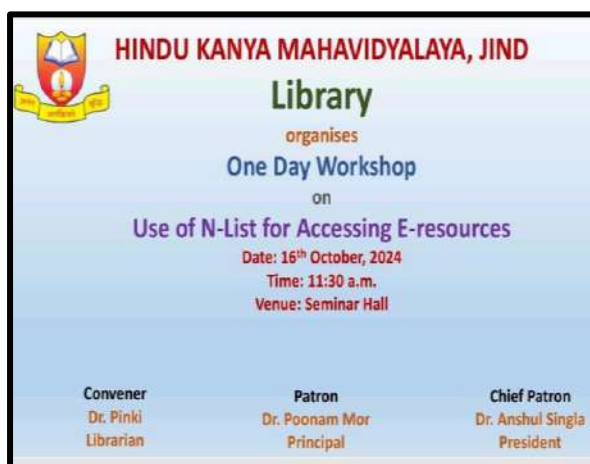 HINDU KANYA MAHAVIDYALAYA, JIND
Library
organises
One Day Workshop
on
Use of N-List for Accessing E-resources
Date: 16th October, 2024
Time: 11:30 a.m.
Venue: Seminar Hall
Convener
Dr. Pinki
Librarian
Patron
Dr. Poonam Mor
Principal
Chief Patron
Dr. Anshul Singla
President